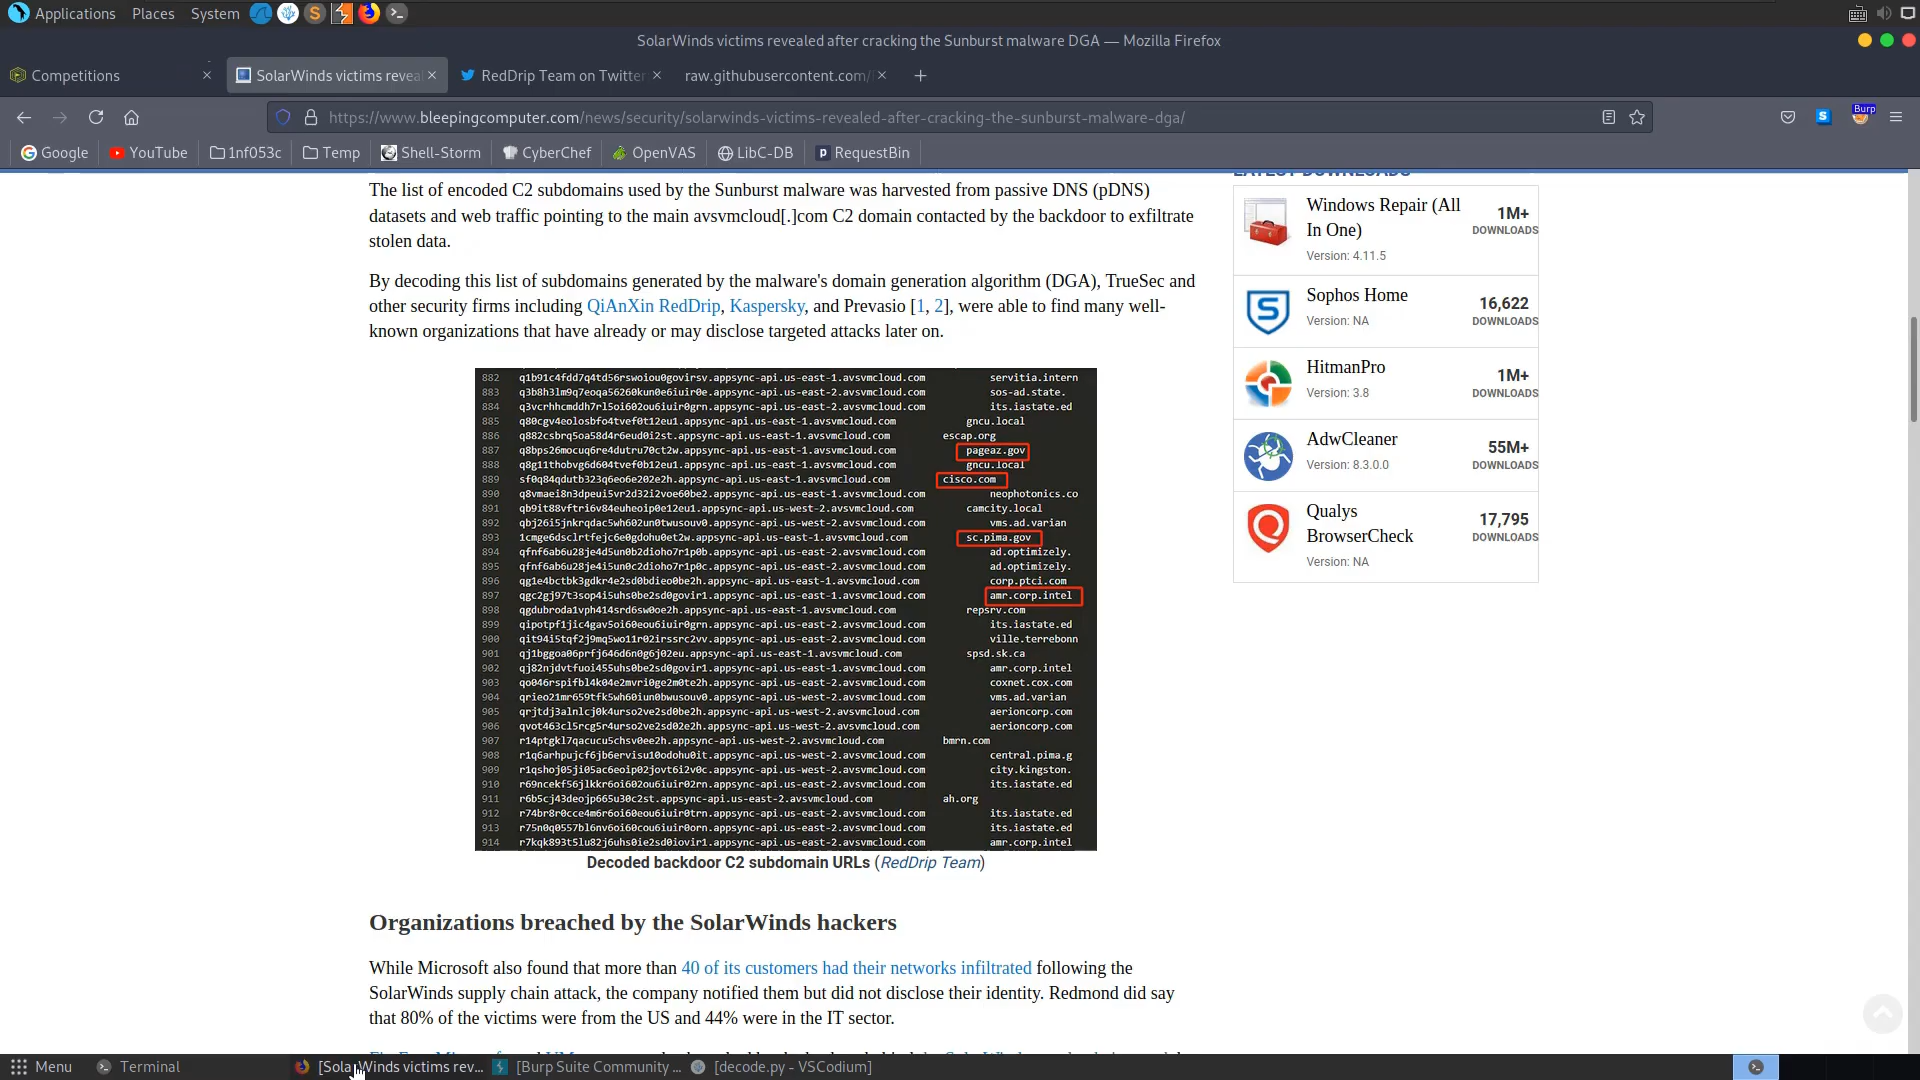 Applications Places System
SolarWinds victims revealed after cracking the Sunburst malware DGA — Mozilla Firefox
Competitions
SolarWinds victims revea
RedDrip Team on Twitter
raw.githubusercontent.com/
https://www.bleepingcomputer.com/news/security/solarwinds-victims-revealed-after-cracking-the-sunburst-malware-dga/
Burp
Google YouTube 1nf053c Temp Shell-Storm CyberChef OpenVAS LibC-DB RequestBin
The list of encoded C2 subdomains used by the Sunburst malware was harvested from passive DNS (pDNS)
datasets and web traffic pointing to the main avsvmcloud[.]com C2 domain contacted by the backdoor to exfiltrate
stolen data.
By decoding this list of subdomains generated by the malware's domain generation algorithm (DGA), TrueSec and
other security firms including QiAnXin RedDrip, Kaspersky, and Prevasio [1, 2], were able to find many well-
known organizations that have already or may disclose targeted attacks later on.
882 q1b91c4fdd7q4td56rswoiou0govirsv.appsync-api.us-east-1.avsvmcloud.com servitia.intern
883 q3b8h3lm9q7eoqa56260kun0e6iuir0e.appsync-api.us-east-2.avsvmcloud.com sos-ad.state.
884 q3vcrhhcmddh7rl5oi602ou6iuir0grn.appsync-api.us-east-2.avsvmcloud.com its.iastate.ed
885 q80cgv4eolosbfo4tvef0t12eu1.appsync-api.us-east-1.avsvmcloud.com gncu.local
886 q882csbrq5oa58d4r6eud0i2st.appsync-api.us-east-1.avsvmcloud.com escap.org
887 q8bps26mocuq6re4dutru70ct2w.appsync-api.us-east-1.avsvmcloud.com pageaz.gov
888 q8g11thobvg6d604tvef0b12eu1.appsync-api.us-east-1.avsvmcloud.com gncu.local
889 sf0q84qdutb323q6eo6e202e2h.appsync-api.us-east-1.avsvmcloud.com cisco.com
890 q8vmaei8n3dpeui5vr2d32i2voe60be2.appsync-api.us-east-1.avsvmcloud.com neophotonics.co
891 qb9it88vftri6v84euheoip0e12eu1.appsync-api.us-west-2.avsvmcloud.com camcity.local
892 qbj26i5jnkrqdac5wh602un0twusouv0.appsync-api.us-west-2.avsvmcloud.com vms.ad.varian
893 1cmge6dsclrtfejc6e0gdohu0et2w.appsync-api.us-east-1.avsvmcloud.com sc.pima.gov
894 qfnf6ab6u28je4d5un0b2dioho7r1p0b.appsync-api.us-east-2.avsvmcloud.com ad.optimizely.
895 qfnf6ab6u28je4i5un0c2dioho7r1p0c.appsync-api.us-east-2.avsvmcloud.com ad.optimizely.
896 qg1e4bctbk3gdkr4e2sd0bdieo0be2h.appsync-api.us-east-1.avsvmcloud.com corp.ptci.com
897 qgc2gj97t3sop4i5uhs0be2sd0govir1.appsync-api.us-east-1.avsvmcloud.com amr.corp.intel
898 qgdubroda1vph414srd6sw0oe2h.appsync-api.us-east-1.avsvmcloud.com repsrv.com
899 qipotpf1jic4gav5oi60eou6iuir0grn.appsync-api.us-east-2.avsvmcloud.com its.iastate.ed
900 qit94i5tqf2j9mq5wo11r02irssrc2vv.appsync-api.us-east-2.avsvmcloud.com ville.terrebonn
901 qj1bggoa06prfj646d6n0g6j02eu.appsync-api.us-east-1.avsvmcloud.com spsd.sk.ca
902 qj82njdvtfuoi455uhs0be2sd0govir1.appsync-api.us-east-2.avsvmcloud.com amr.corp.intel
903 qo046rspifbl4k04e2mvri0ge2m0te2h.appsync-api.us-east-1.avsvmcloud.com coxnet.cox.com
904 qrieo21mr659tfk5wh60iun0bwusouv0.appsync-api.us-west-2.avsvmcloud.com vms.ad.varian
905 qrjtdj3alnlcj0k4urso2ve2sd0be2h.appsync-api.us-west-2.avsvmcloud.com aerioncorp.com
906 qvot463cl5rcg5r4urso2ve2sd02e2h.appsync-api.us-west-2.avsvmcloud.com aerioncorp.com
907 r14ptgkl7qacucu5chsv0ee2h.appsync-api.us-west-2.avsvmcloud.com bmrn.com
908 r1q6arhpujcf6jb6ervisu10odohu0it.appsync-api.us-west-2.avsvmcloud.com central.pima.g
909 r1qshoj05ji05ac6eoip02jovt6i2v0c.appsync-api.us-west-2.avsvmcloud.com city.kingston.
910 r69ncekf56jlkkr6oi602ou6iuir02rn.appsync-api.us-east-2.avsvmcloud.com its.iastate.ed
911 r6b5cj43deojp665u30c2st.appsync-api.us-east-2.avsvmcloud.com ah.org
912 r74br8r0cce4m6r6oi60eou6iuir0trn.appsync-api.us-east-2.avsvmcloud.com its.iastate.ed
913 r75n0q0557bl6nv6oi60cou6iuir0orn.appsync-api.us-east-2.avsvmcloud.com its.iastate.ed
914 r7kqk893t5lu82j6uhs0ie2sd0iovir1.appsync-api.us-east-2.avsvmcloud.com amr.corp.intel
Decoded backdoor C2 subdomain URLs (RedDrip Team)
Organizations breached by the SolarWinds hackers
While Microsoft also found that more than 40 of its customers had their networks infiltrated following the
SolarWinds supply chain attack, the company notified them but did not disclose their identity. Redmond did say
that 80% of the victims were from the US and 44% were in the IT sector.
LATEST DOWNLOADS
Windows Repair (All
In One)
Version: 4.11.5
1M+
DOWNLOADS
Sophos Home
Version: NA
16,622
DOWNLOADS
HitmanPro
Version: 3.8
1M+
DOWNLOADS
AdwCleaner
Version: 8.3.0.0
55M+
DOWNLOADS
Qualys
BrowserCheck
Version: NA
17,795
DOWNLOADS
Menu Terminal [SolarWinds victims rev... [Burp Suite Community ... [decode.py - VSCodium]